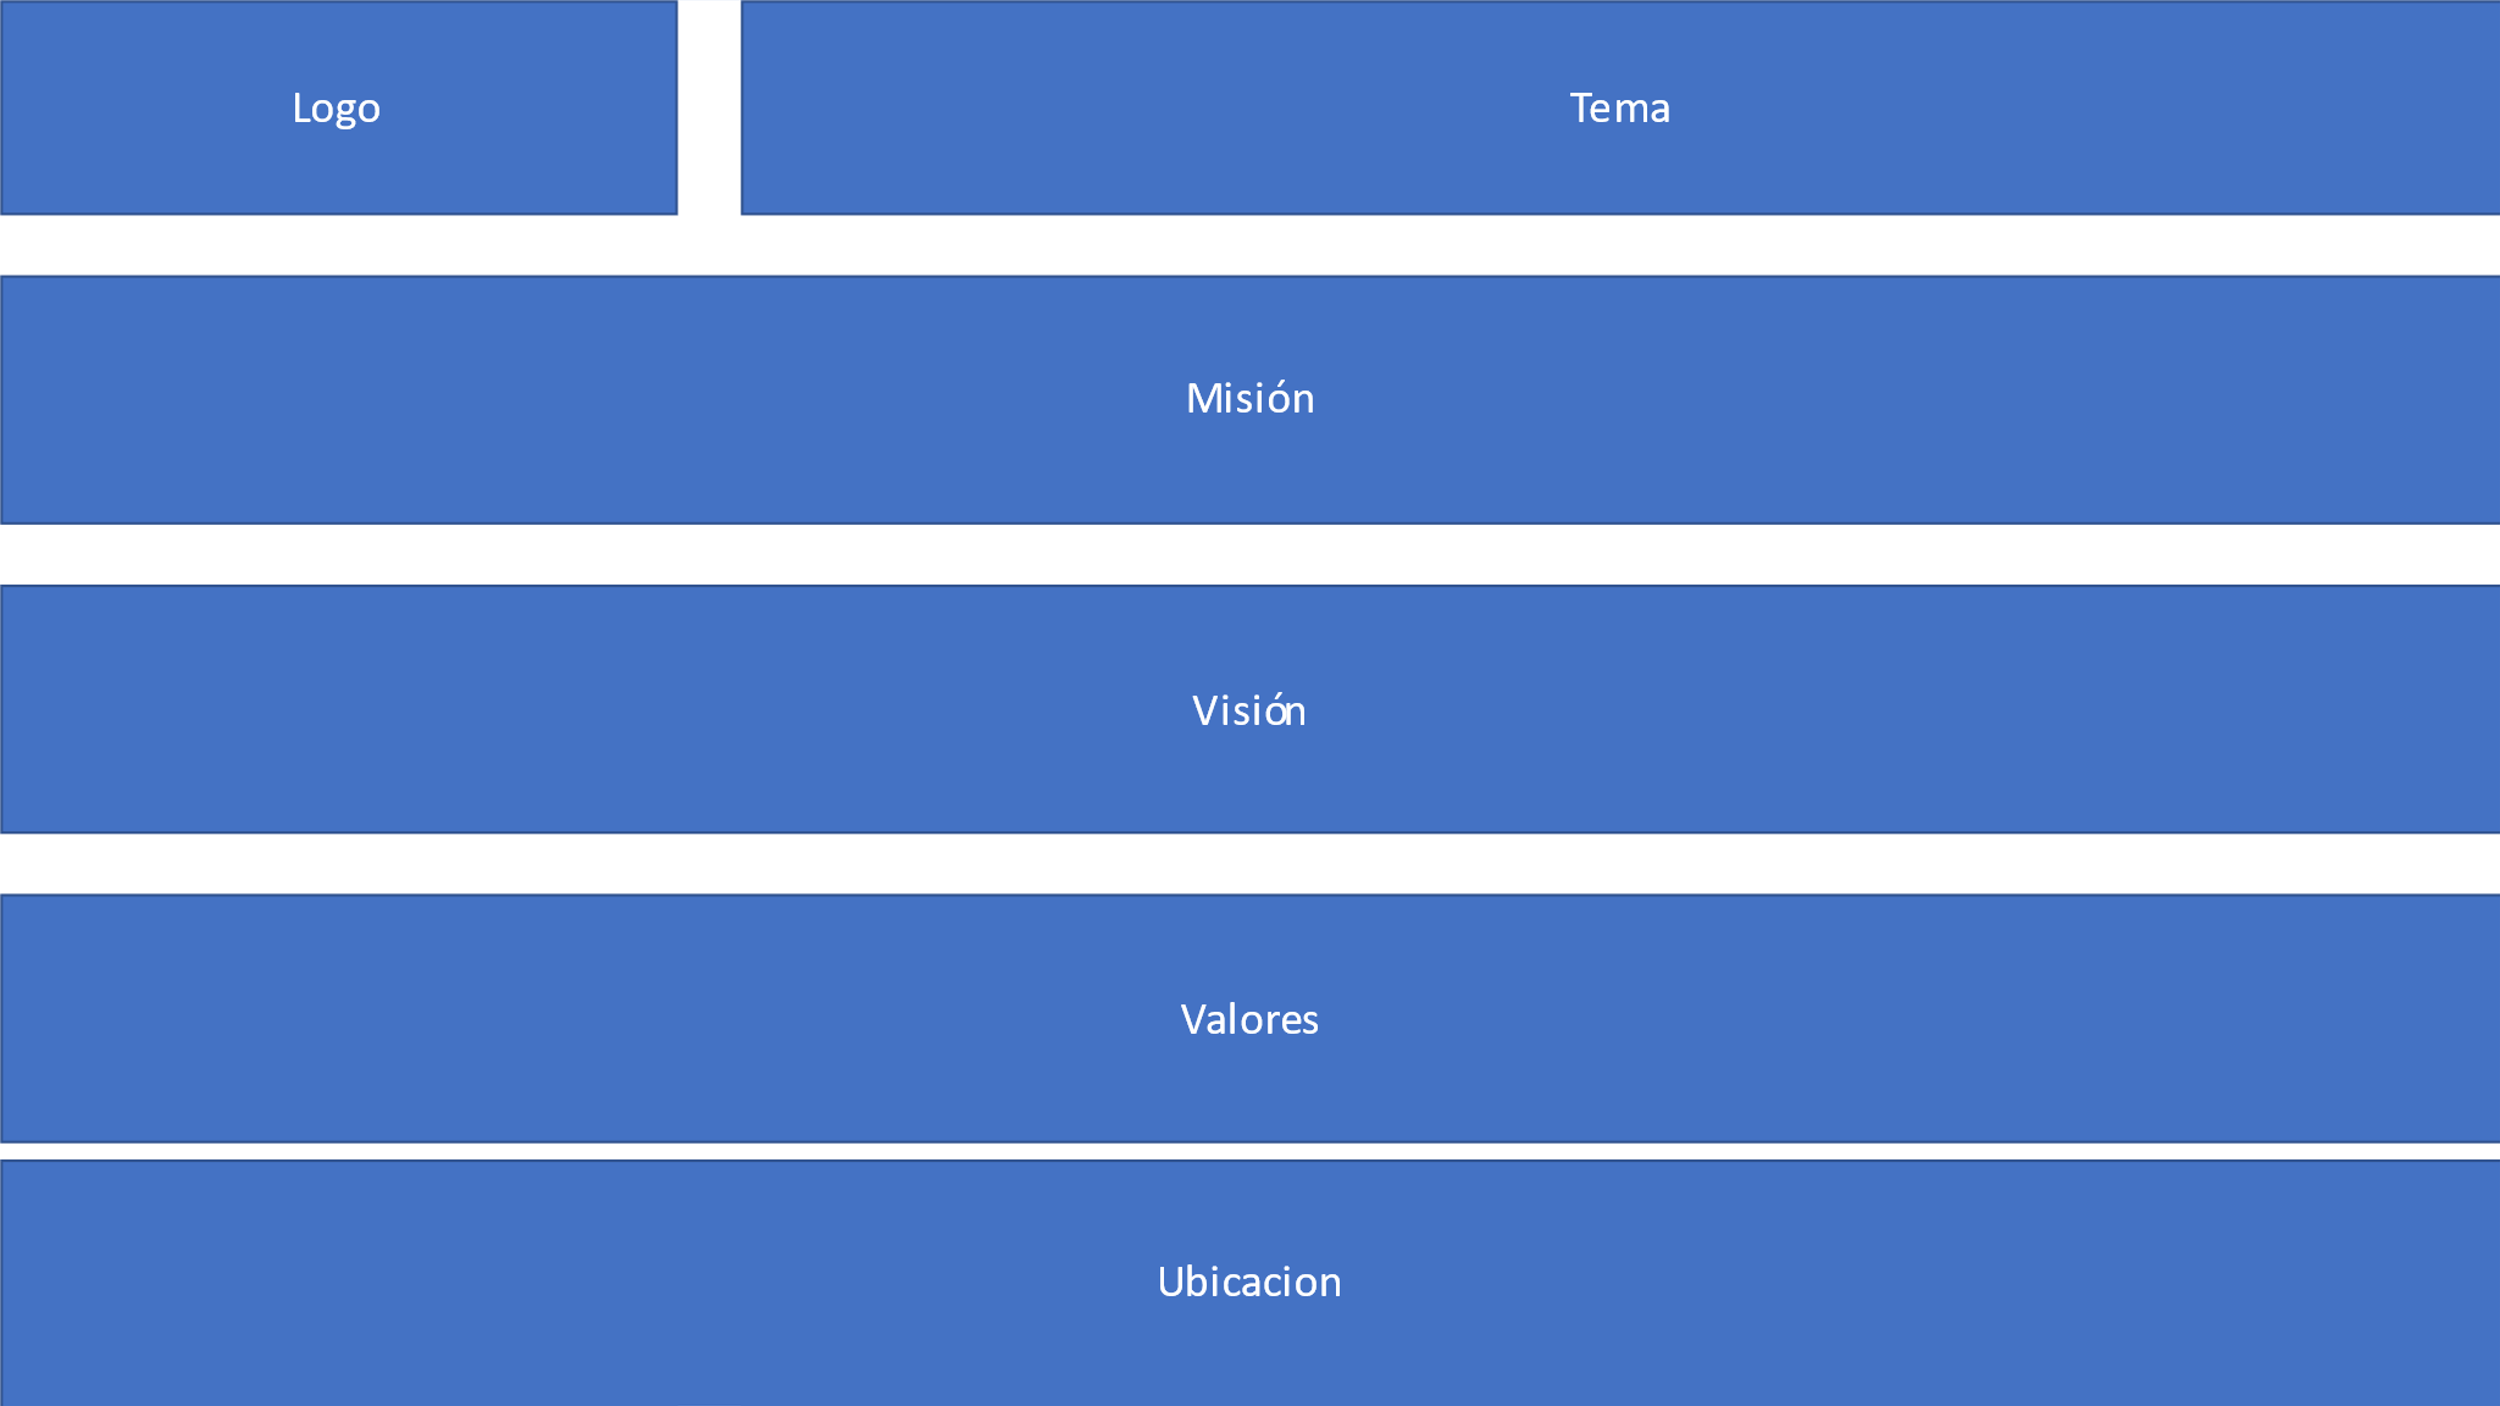 Logo
Tema
Misión
Visión
Valores
Ubicacion